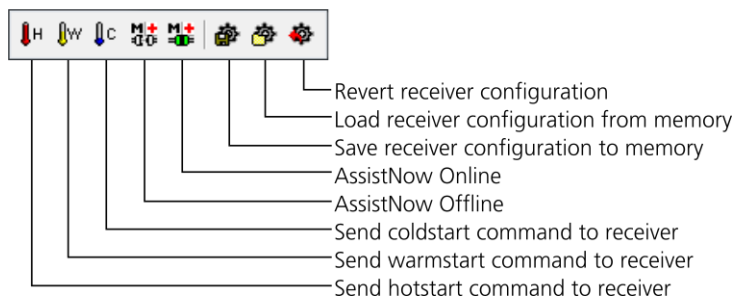 H W C M M
Revert receiver configuration
Load receiver configuration from memory
Save receiver configuration to memory
AssistNow Online
AssistNow Offline
Send coldstart command to receiver
Send warmstart command to receiver
Send hotstart command to receiver